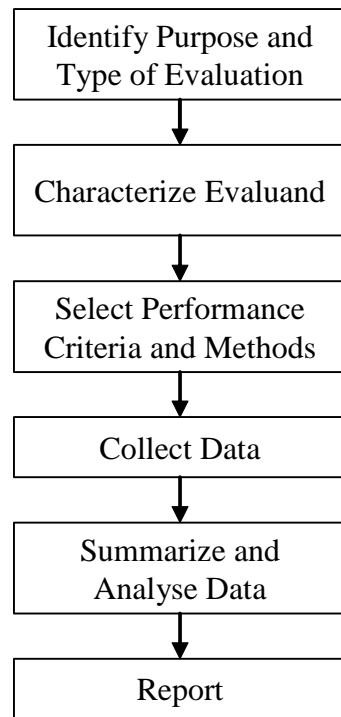 Identify Purpose and
Type of Evaluation
Characterize Evaluand
Select Performance
Criteria and Methods
Collect Data
Summarize and
Analyse Data
Report